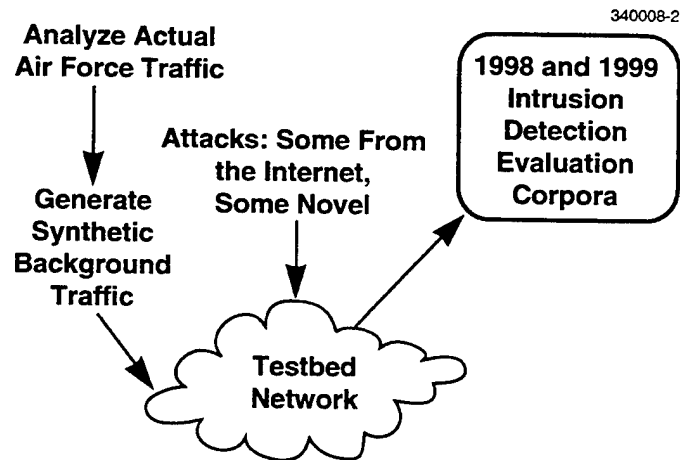 340008-2
Analyze Actual
Air Force Traffic
Generate
Synthetic
Background
Traffic
Attacks: Some From
the Internet,
Some Novel
Testbed
Network
1998 and 1999
Intrusion
Detection
Evaluation
Corpora